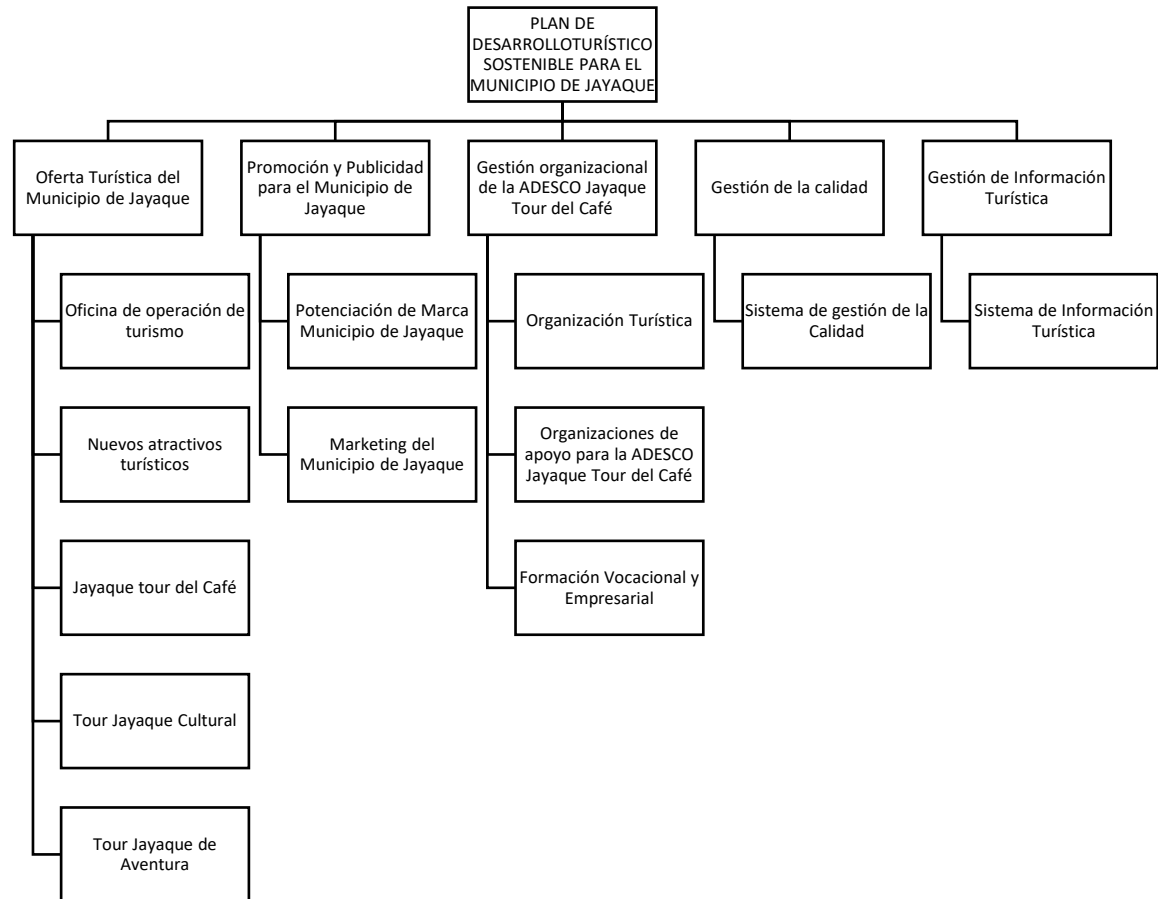 PLAN DE
DESARROLLOTURÍSTICO
SOSTENIBLE PARA EL
MUNICIPIO DE JAYAQUE
Oferta Turística del
Municipio de Jayaque
Promoción y Publicidad
para el Municipio de
Jayaque
Gestión organizacional
de la ADESCO Jayaque
Tour del Café
Gestión de la calidad
Gestión de Información
Turística
Oficina de operación de
turismo
Nuevos atractivos
turísticos
Jayaque tour del Café
Tour Jayaque Cultural
Tour Jayaque de
Aventura
Potenciación de Marca
Municipio de Jayaque
Marketing del
Municipio de Jayaque
Organización Turística
Organizaciones de
apoyo para la ADESCO
Jayaque Tour del Café
Formación Vocacional y
Empresarial
Sistema de gestión de la
Calidad
Sistema de Información
Turística